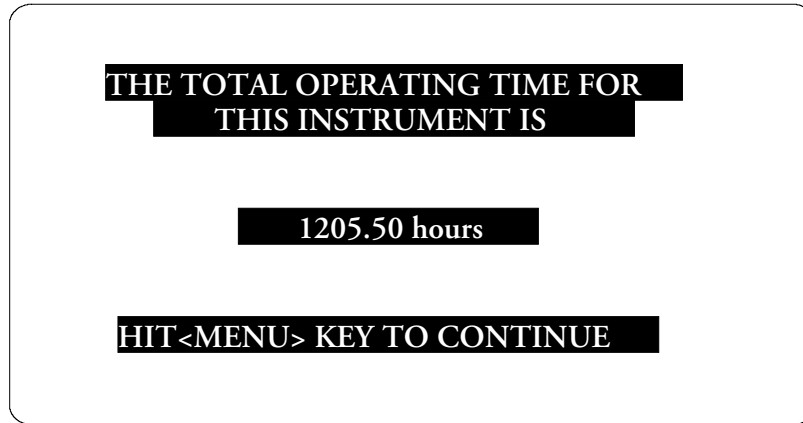 THE TOTAL OPERATING TIME FOR
THIS INSTRUMENT IS
1205.50 hours
HIT<MENU> KEY TO CONTINUE